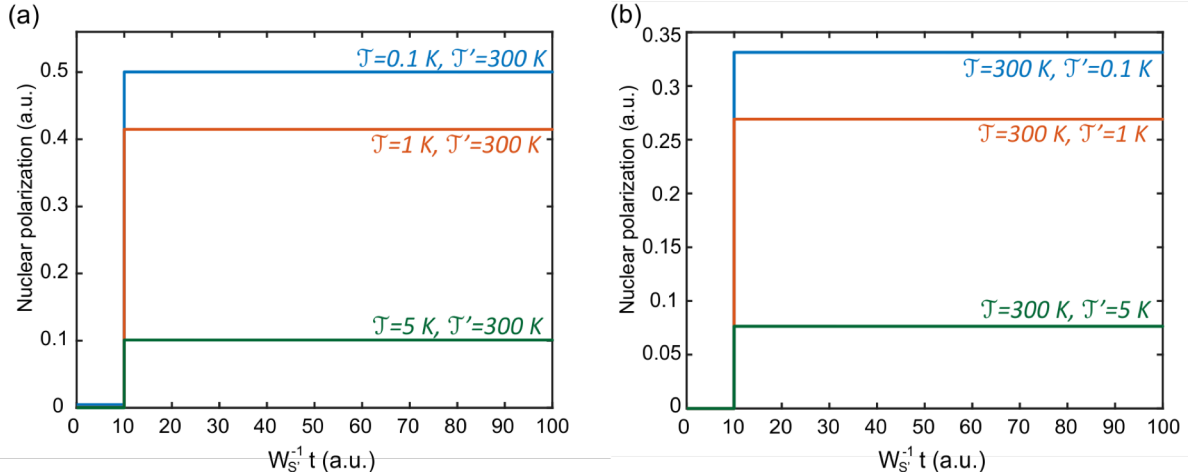 (a)
Nuclear polarization (a.u.)
0.5
0.4
0.3
0.2
0.1
0
𝒯=0.1 K, 𝒯'=300 K
𝒯=1 K, 𝒯'=300 K
𝒯=5 K, 𝒯'=300 K
0 10 20 30 40 50 60 70 80 90 100
W_S'^-1 t (a.u.)
(b)
Nuclear polarization (a.u.)
0.35
0.3
0.25
0.2
0.15
0.1
0.05
0
𝒯=300 K, 𝒯'=0.1 K
𝒯=300 K, 𝒯'=1 K
𝒯=300 K, 𝒯'=5 K
0 10 20 30 40 50 60 70 80 90 100
W_S'^-1 t (a.u.)